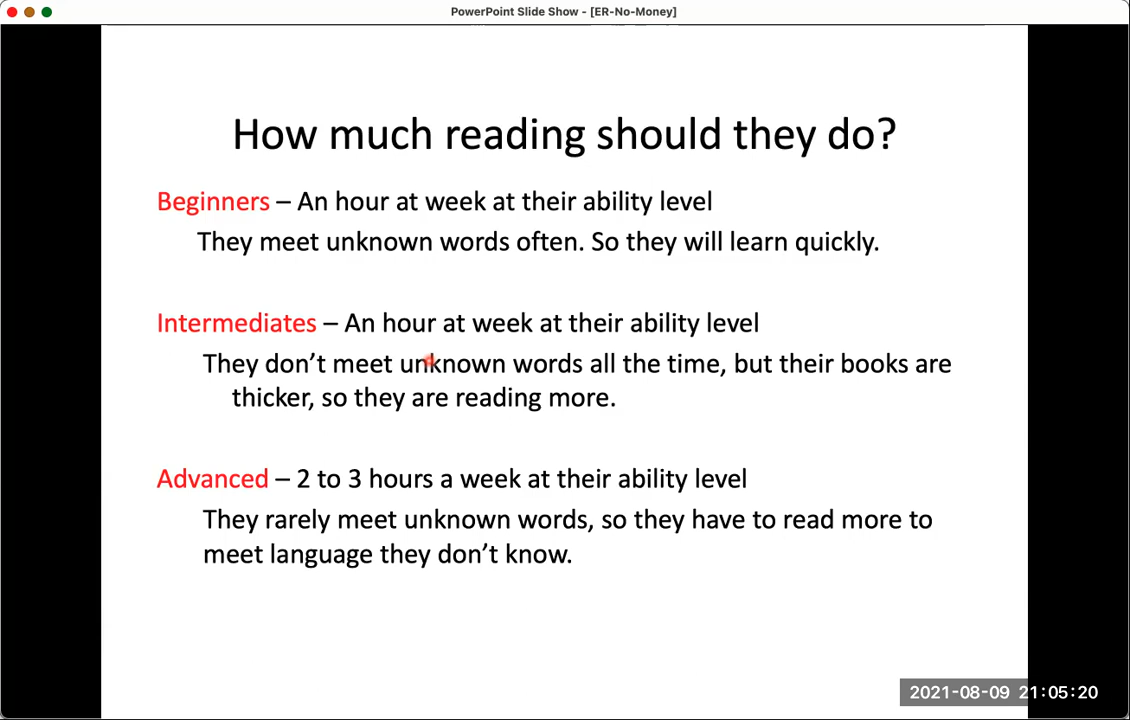 PowerPoint Slide Show - [ER-No-Money]
How much reading should they do?
Beginners – An hour at week at their ability level
They meet unknown words often. So they will learn quickly.
Intermediates – An hour at week at their ability level
They don’t meet unknown words all the time, but their books are
thicker, so they are reading more.
Advanced – 2 to 3 hours a week at their ability level
They rarely meet unknown words, so they have to read more to
meet language they don’t know.
2021-08-09 21:05:20